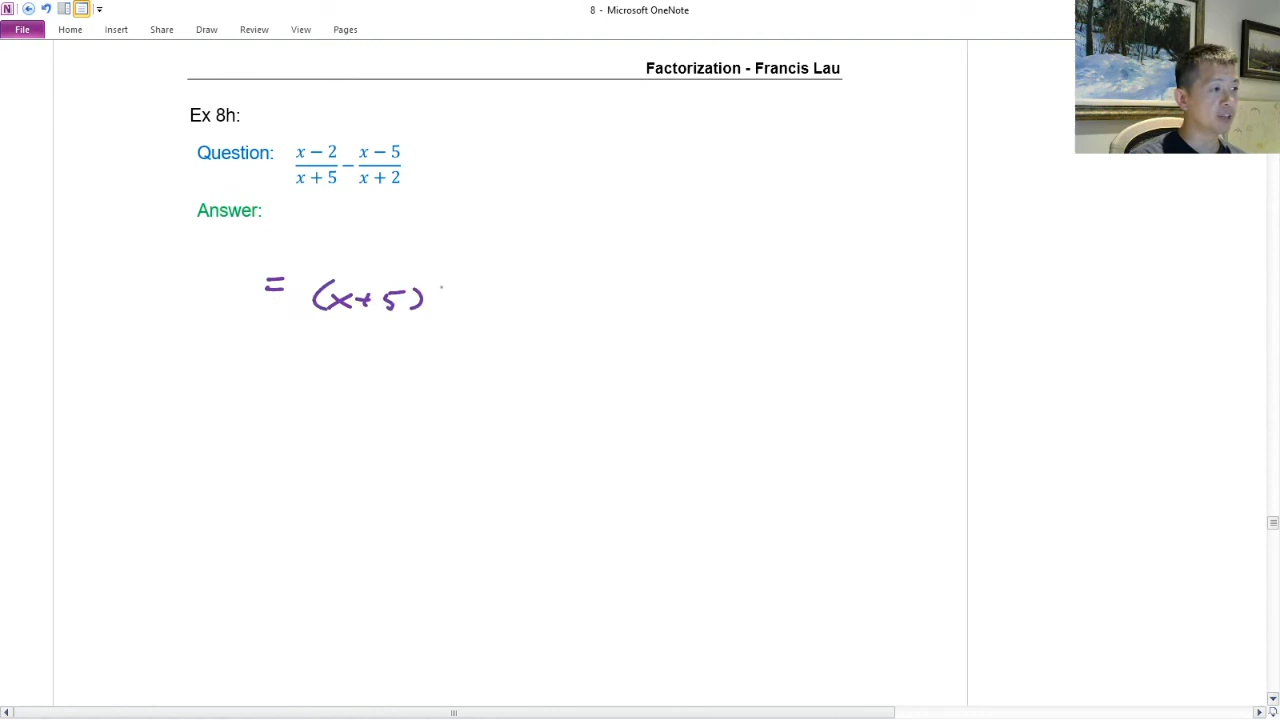 8 - Microsoft OneNote
File Home Insert Share Draw Review View Pages
Factorization - Francis Lau
Ex 8h:
Question: (x − 2)/(x + 5) − (x − 5)/(x + 2)
Answer:
= (x+5)